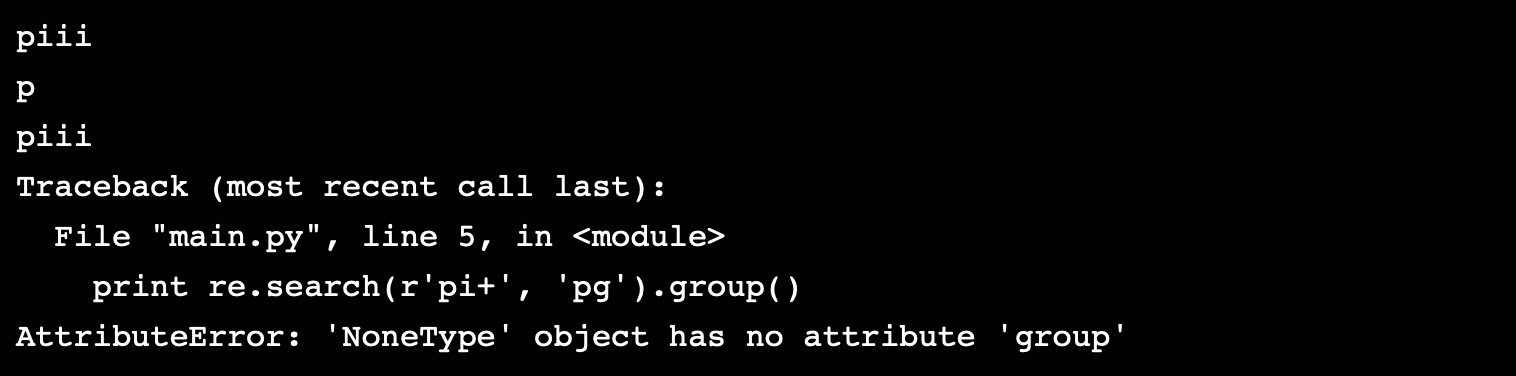 piii
p
piii
Traceback (most recent call last):
  File "main.py", line 5, in <module>
    print re.search(r'pi+', 'pg').group()
AttributeError: 'NoneType' object has no attribute 'group'